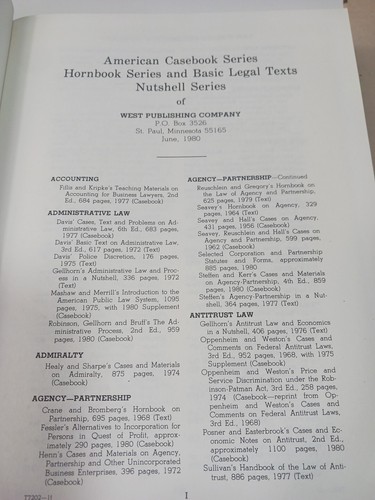 American Casebook Series
Hornbook Series and Basic Legal Texts
Nutshell Series
of
WEST PUBLISHING COMPANY
P.O. Box 3526
St. Paul, Minnesota 55165
June, 1980
ACCOUNTING
Fiflis and Kripke's Teaching Materials on
Accounting for Business Lawyers, 2nd
Ed., 684 pages, 1977 (Casebook)
ADMINISTRATIVE LAW
Davis' Cases, Text and Problems on Ad-
ministrative Law, 6th Ed., 683 pages,
1977 (Casebook)
Davis' Basic Text on Administrative Law,
3rd Ed., 617 pages, 1972 (Text)
Davis' Police Discretion, 176 pages,
1975 (Text)
Gellhorn's Administrative Law and Proc-
ess in a Nutshell, 336 pages, 1972
(Text)
Mashaw and Merrill's Introduction to the
American Public Law System, 1095
pages, 1975, with 1980 Supplement
(Casebook)
Robinson, Gellhorn and Bruff's The Ad-
ministrative Process, 2nd Ed., 959
pages, 1980 (Casebook)
ADMIRALTY
Healy and Sharpe's Cases and Materials
on Admiralty, 875 pages, 1974
(Casebook)
AGENCY—PARTNERSHIP
Crane and Bromberg's Hornbook on
Partnership, 695 pages, 1968 (Text)
Fessler's Alternatives to Incorporation for
Persons in Quest of Profit, approx-
imately 290 pages, 1980 (Casebook)
Henn's Cases and Materials on Agency,
Partnership and Other Unincorporated
Business Enterprises, 396 pages, 1972
(Casebook)
AGENCY—PARTNERSHIP—Continued
Reuschlein and Gregory's Hornbook on
the Law of Agency and Partnership,
625 pages, 1979 (Text)
Seavey's Hornbook on Agency, 329
pages, 1964 (Text)
Seavey and Hall's Cases on Agency,
431 pages, 1956 (Casebook)
Seavey, Reuschlein and Hall's Cases on
Agency and Partnership, 599 pages,
1962 (Casebook)
Selected Corporation and Partnership
Statutes and Forms, approximately
885 pages, 1980
Steffen and Kerr's Cases and Materials
on Agency-Partnership, 4th Ed., 859
pages, 1980 (Casebook)
Steffen's Agency-Partnership in a Nut-
shell, 364 pages, 1977 (Text)
ANTITRUST LAW
Gellhorn's Antitrust Law and Economics
in a Nutshell, 406 pages, 1976 (Text)
Oppenheim and Weston's Cases and
Comments on Federal Antitrust Laws,
3rd Ed., 952 pages, 1968, with 1975
Supplement (Casebook)
Oppenheim and Weston's Price and
Service Discrimination under the Rob-
inson-Patman Act, 3rd Ed., 258 pages,
1974 (Casebook—reprint from Op-
penheim and Weston's Cases and
Comments on Federal Antitrust Laws,
3rd Ed., 1968)
Posner and Easterbrook's Cases and Ec-
onomic Notes on Antitrust, 2nd Ed.,
approximately 1100 pages, 1980
(Casebook)
Sullivan's Handbook of the Law of Anti-
trust, 886 pages, 1977 (Text)
I